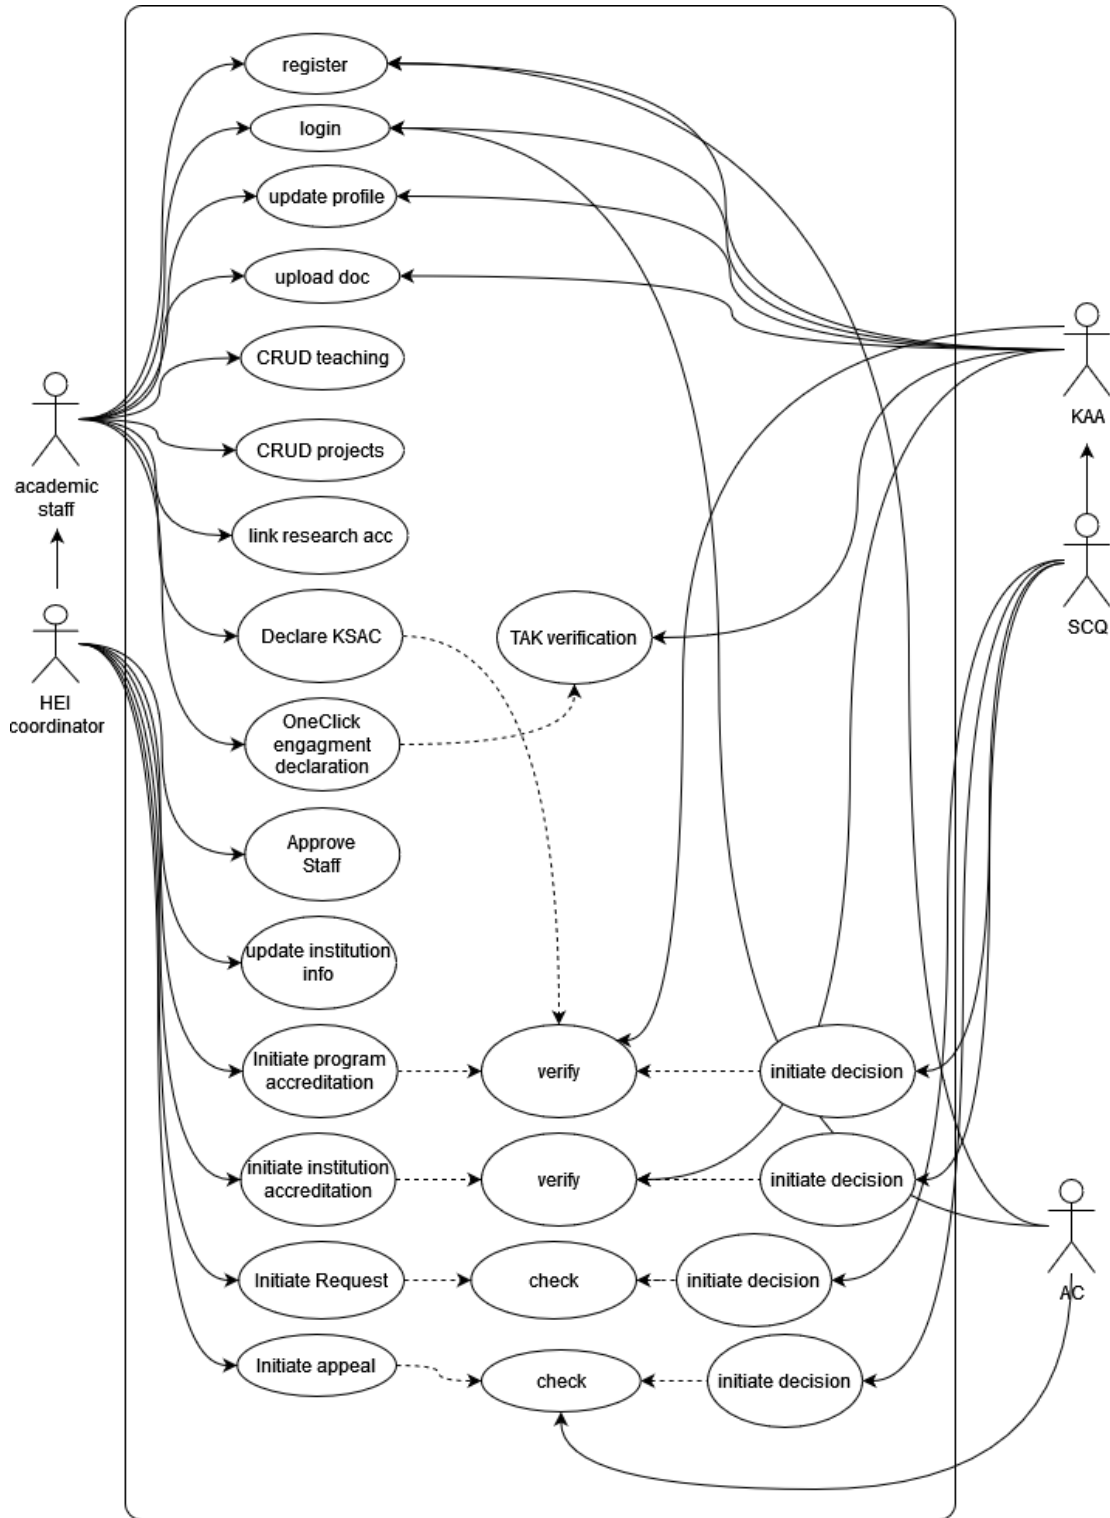 register
login
update profile
upload doc
CRUD teaching
KAA
academic
staff
CRUD projects
link research acc
Declare KSAC
TAK verification
SCQ
HEI
coordinator
OneClick
engagment
declaration
Approve
Staff
update institution
info
Initiate program
accreditation
verify
initiate decision
initiate institution
accreditation
verify
initiate decision
Initiate Request
check
initiate decision
AC
Initiate appeal
check
initiate decision